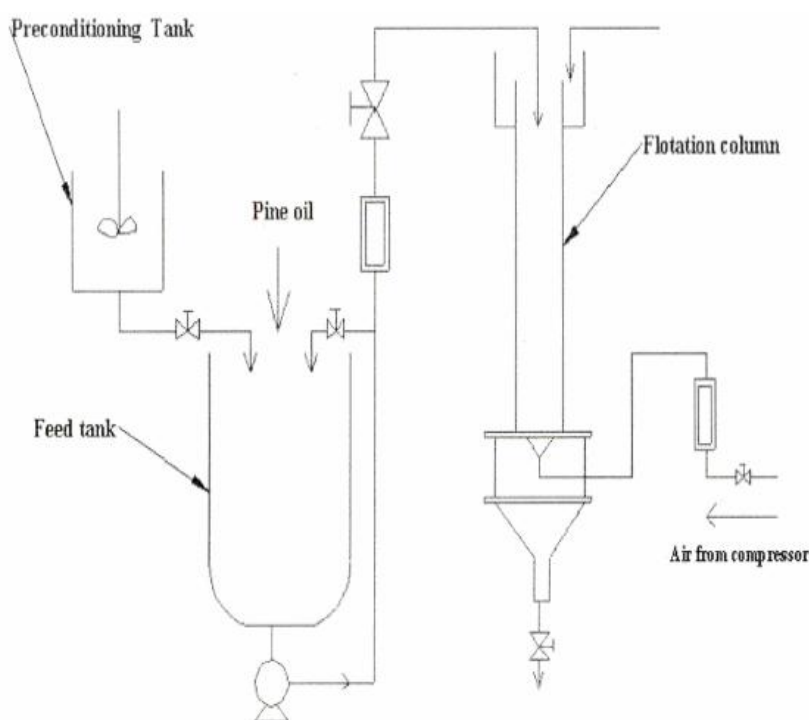 Preconditioning Tank
Pine oil
Flotation column
Feed tank
Air from compressor